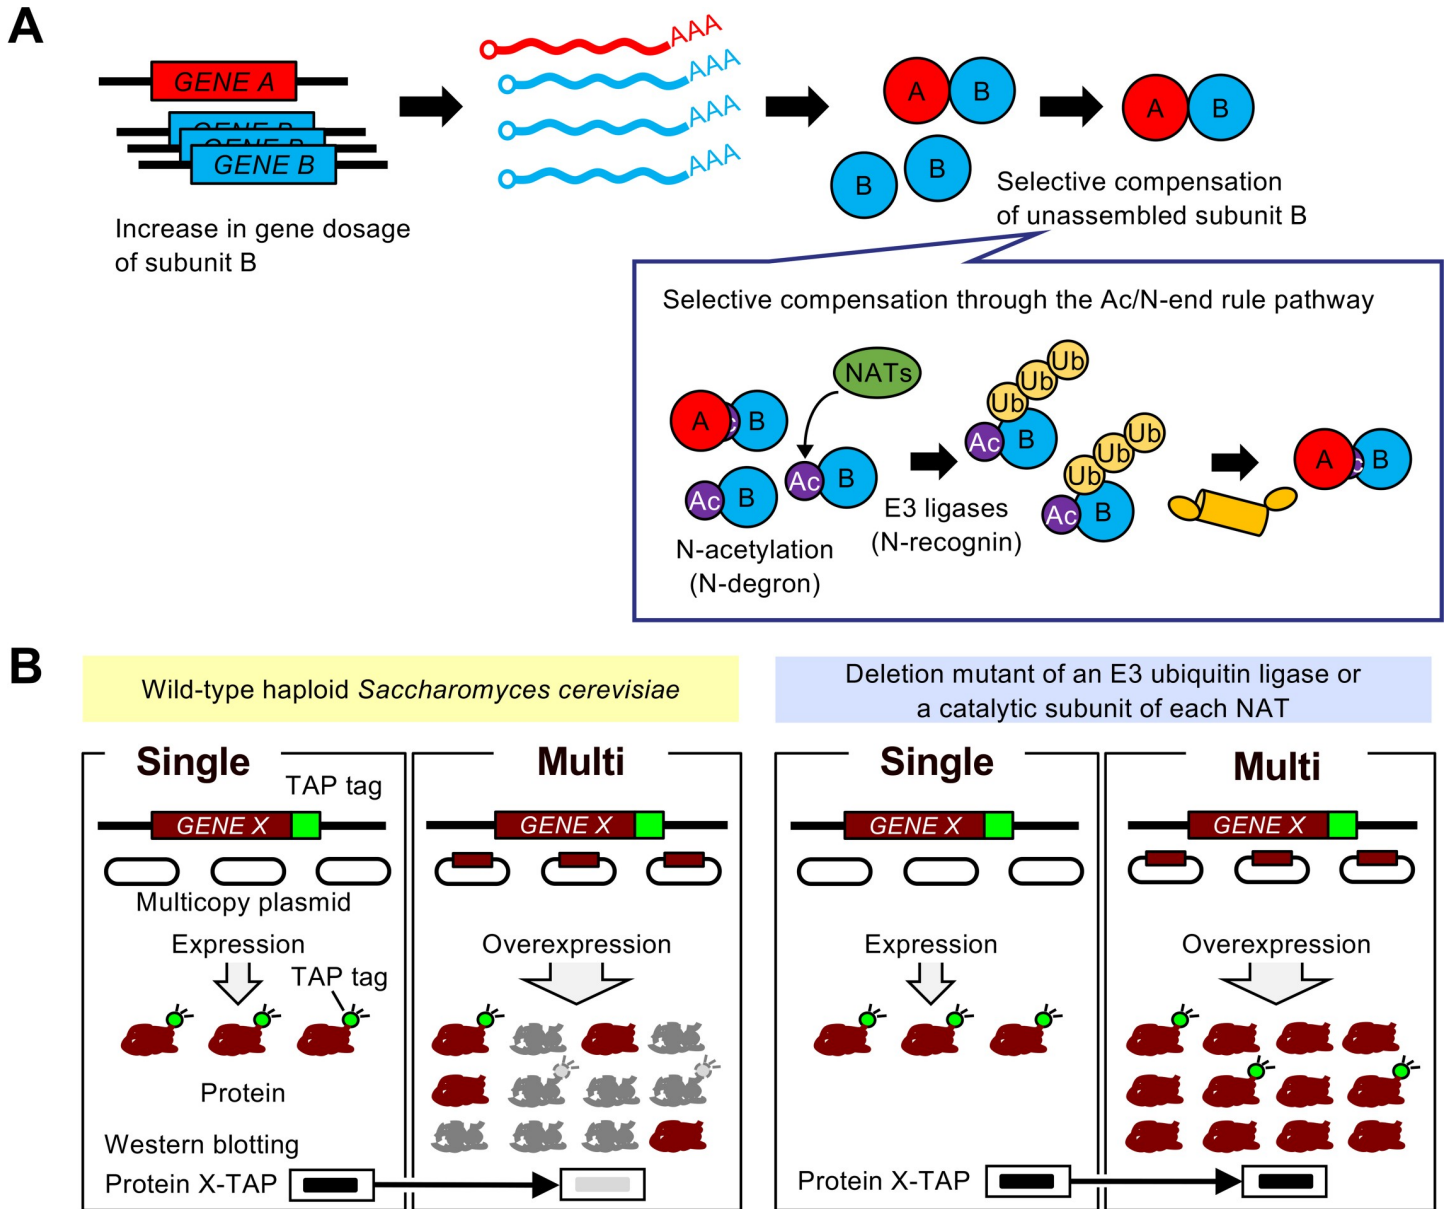 A
GENE A
GENE B
GENE B
GENE B
Increase in gene dosage
of subunit B
AAA
AAA
AAA
AAA
A B
B B
A B
Selective compensation
of unassembled subunit B
Selective compensation through the Ac/N-end rule pathway
NATs
A c B
Ac B
Ac B
N-acetylation
(N-degron)
E3 ligases
(N-recognin)
Ub Ub Ub
Ac B
Ub Ub Ub
Ac B
A c B
B
Wild-type haploid Saccharomyces cerevisiae
Single
TAP tag
GENE X
Multicopy plasmid
Expression
TAP tag
Protein
Western blotting
Protein X-TAP
Multi
GENE X
Overexpression
Deletion mutant of an E3 ubiquitin ligase or
a catalytic subunit of each NAT
Single
GENE X
Expression
Protein X-TAP
Multi
GENE X
Overexpression